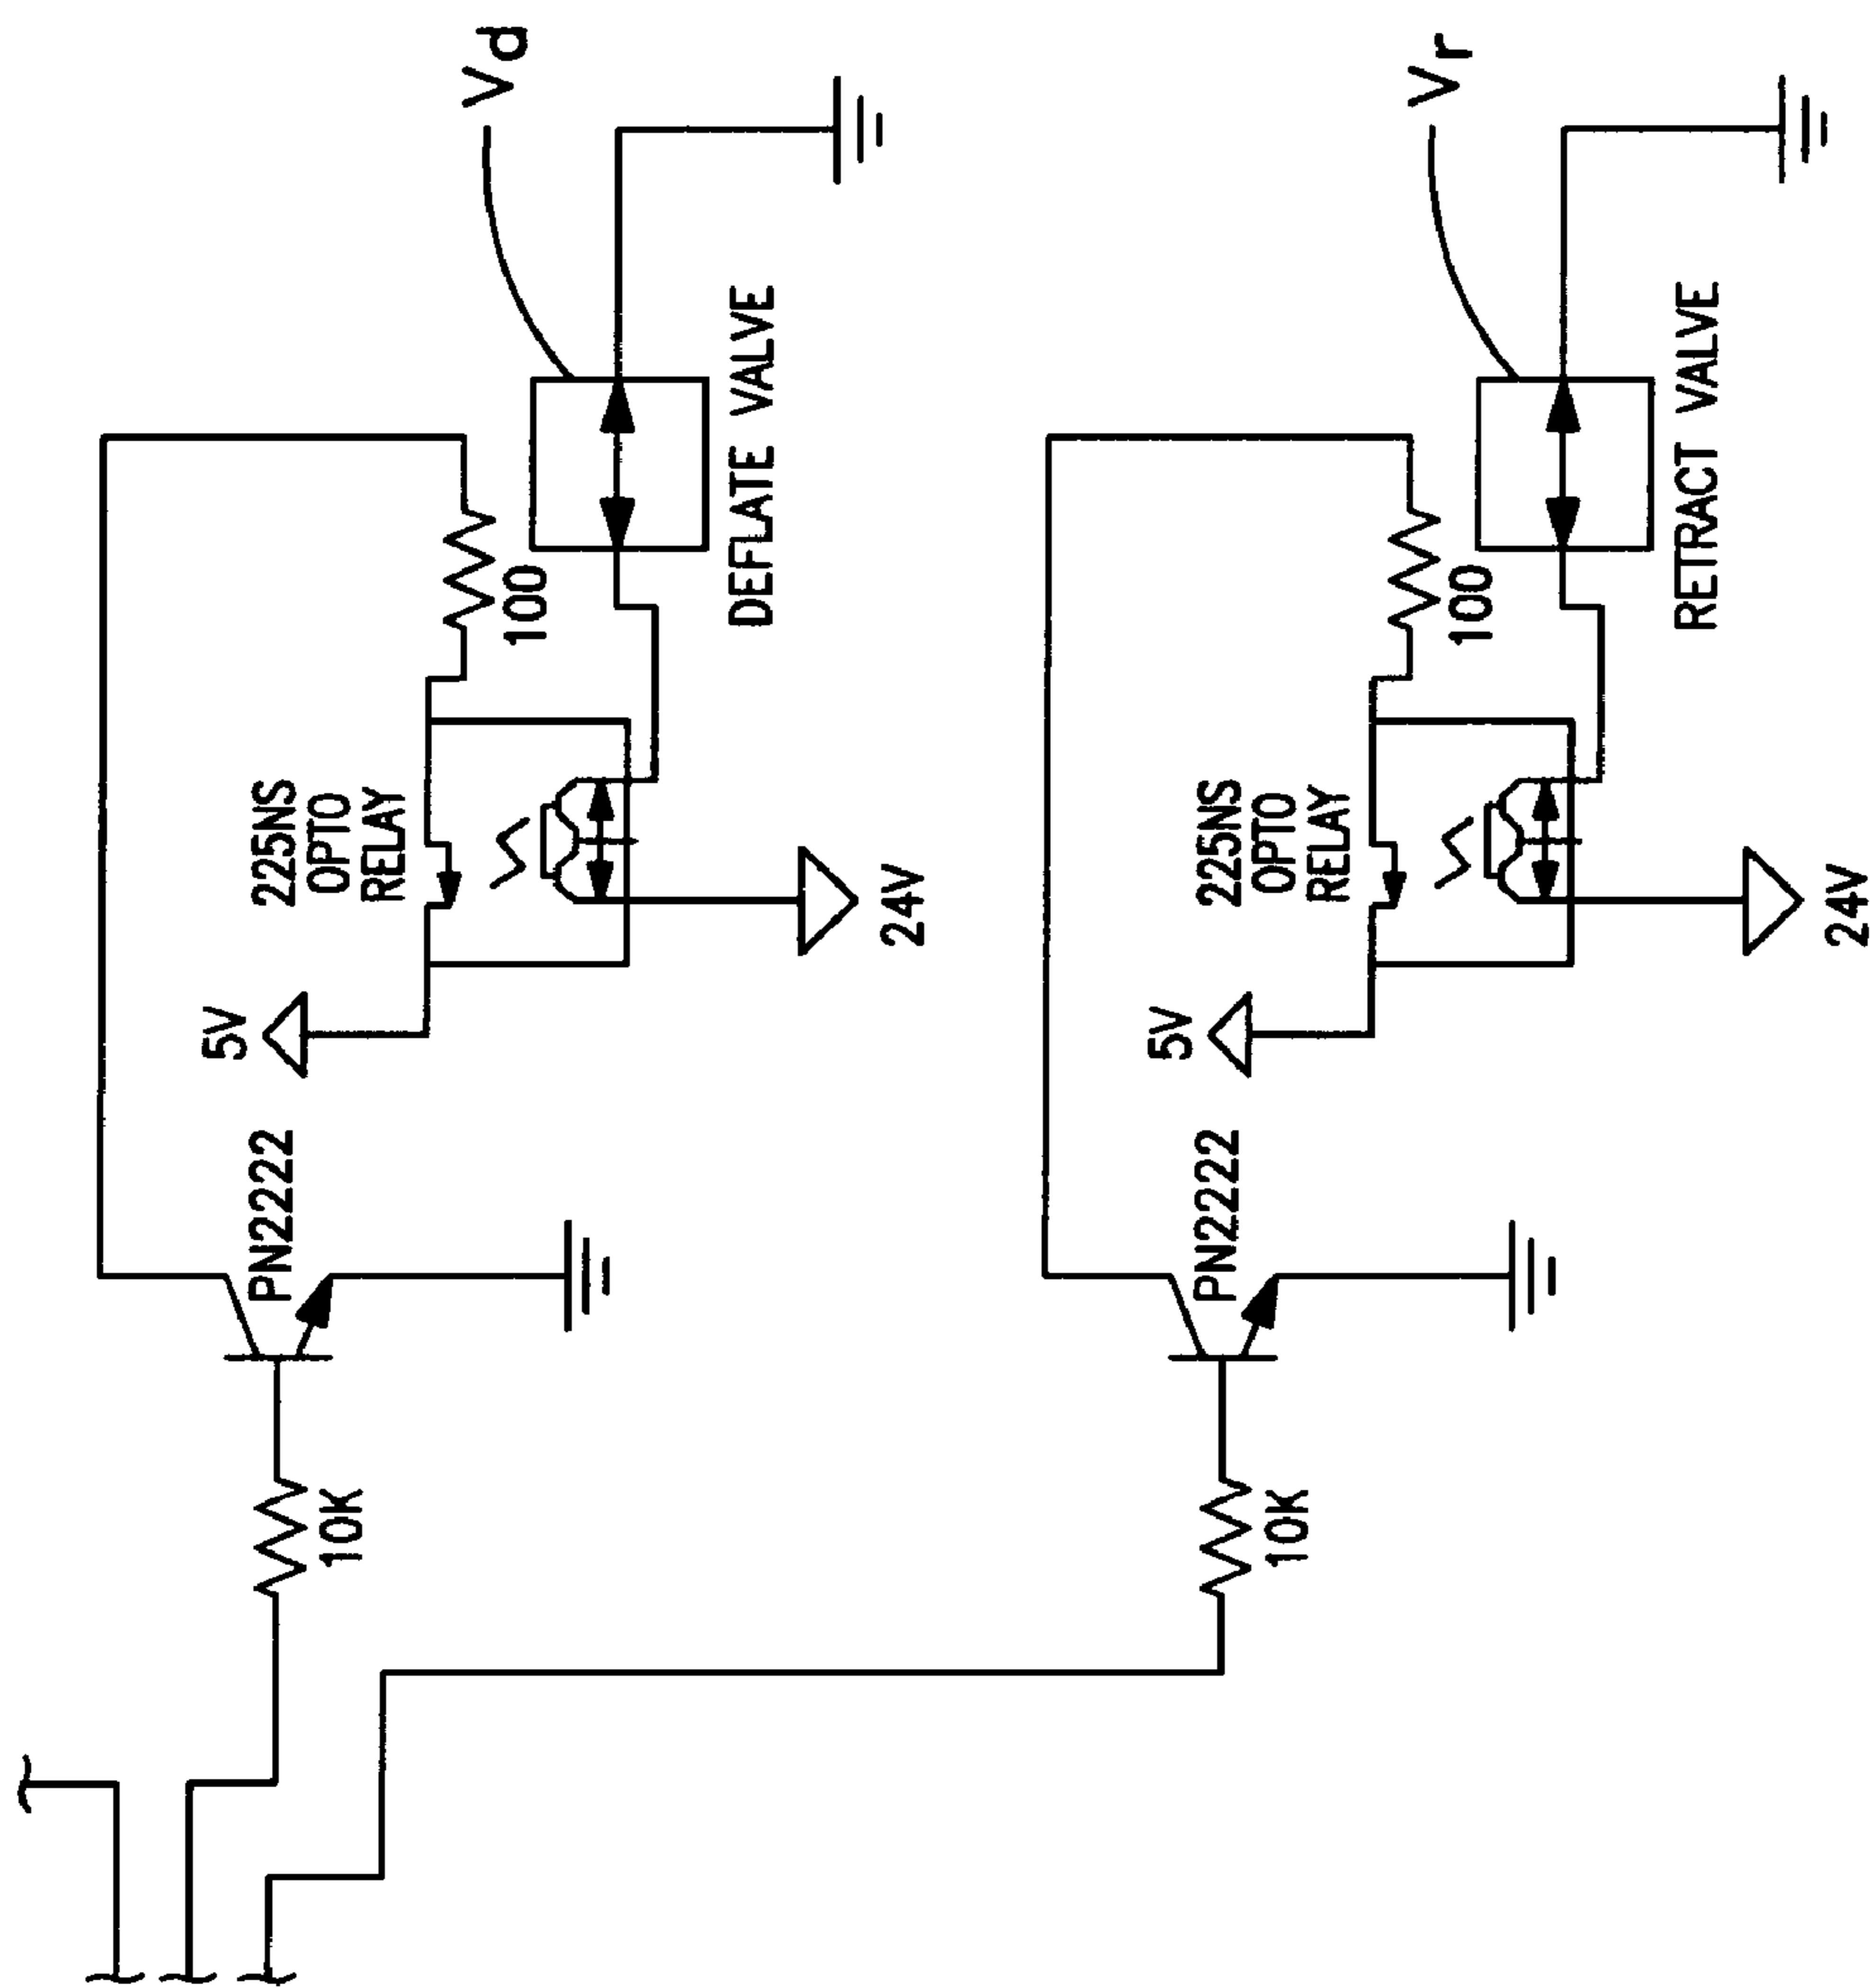 Vd
225NS
OPTO
RELAY
100
DEFLATE VALVE
5V
24V
PN2222
10K
Vr
225NS
OPTO
RELAY
100
RETRACT VALVE
5V
24V
PN2222
10K